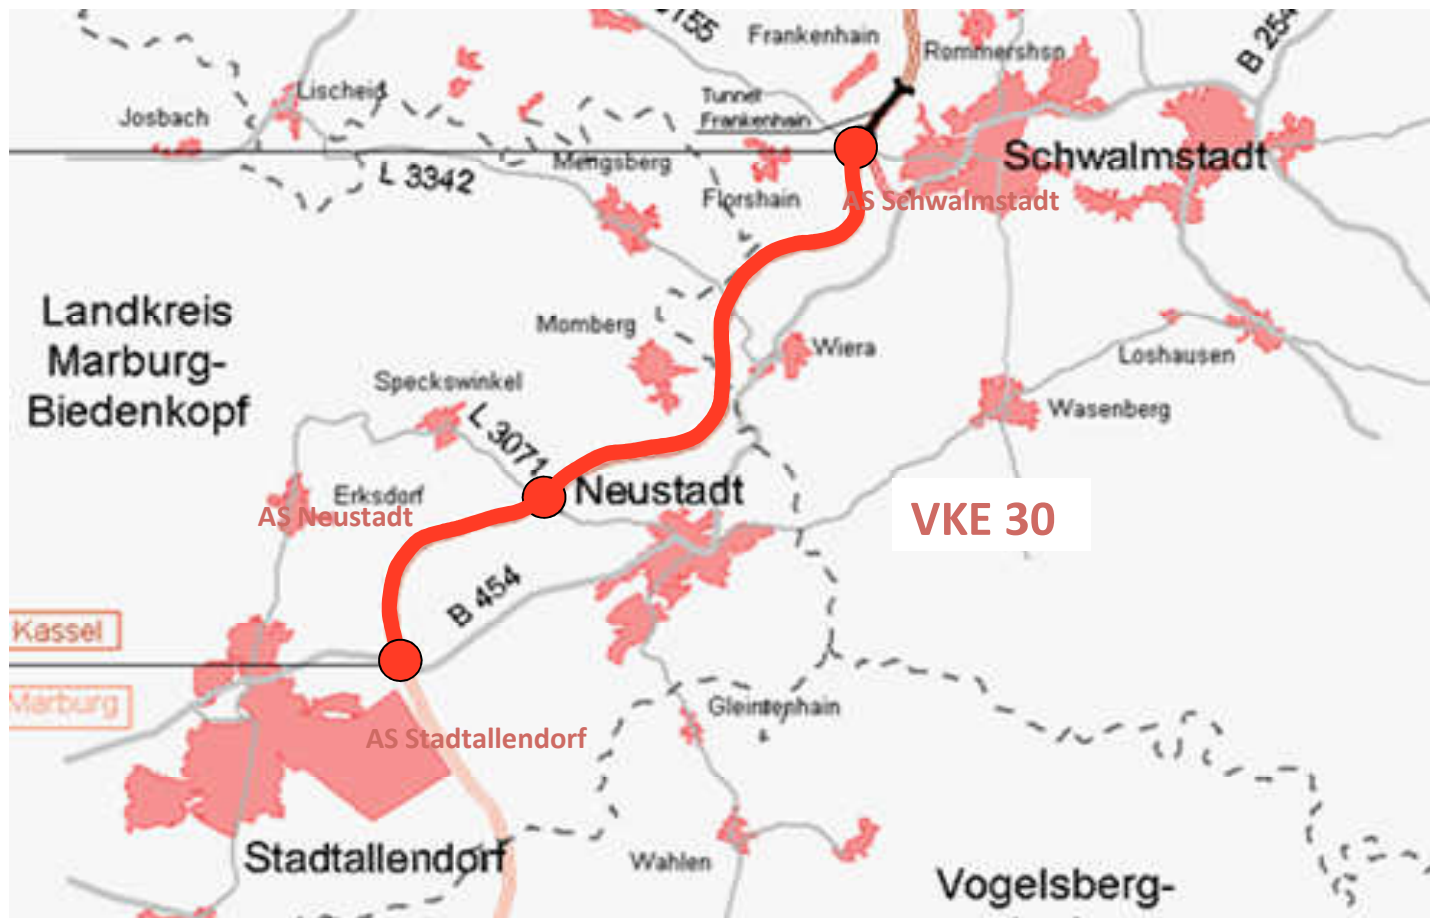 Frankenhain
Rommershsn
B 254
Tunnel
Frankenhain
Lischeid
Josbach
Mengsberg
L 3342
Schwalmstadt
Florshain
AS Schwalmstadt
Landkreis
Marburg-
Biedenkopf
Momberg
Wiera
Loshausen
Speckswinkel
Wasenberg
L 3071
Neustadt
Erksdorf
AS Neustadt
VKE 30
B 454
Kassel
Marburg
Gleimenhain
AS Stadtallendorf
Stadtallendorf
Wahlen
Vogelsberg-